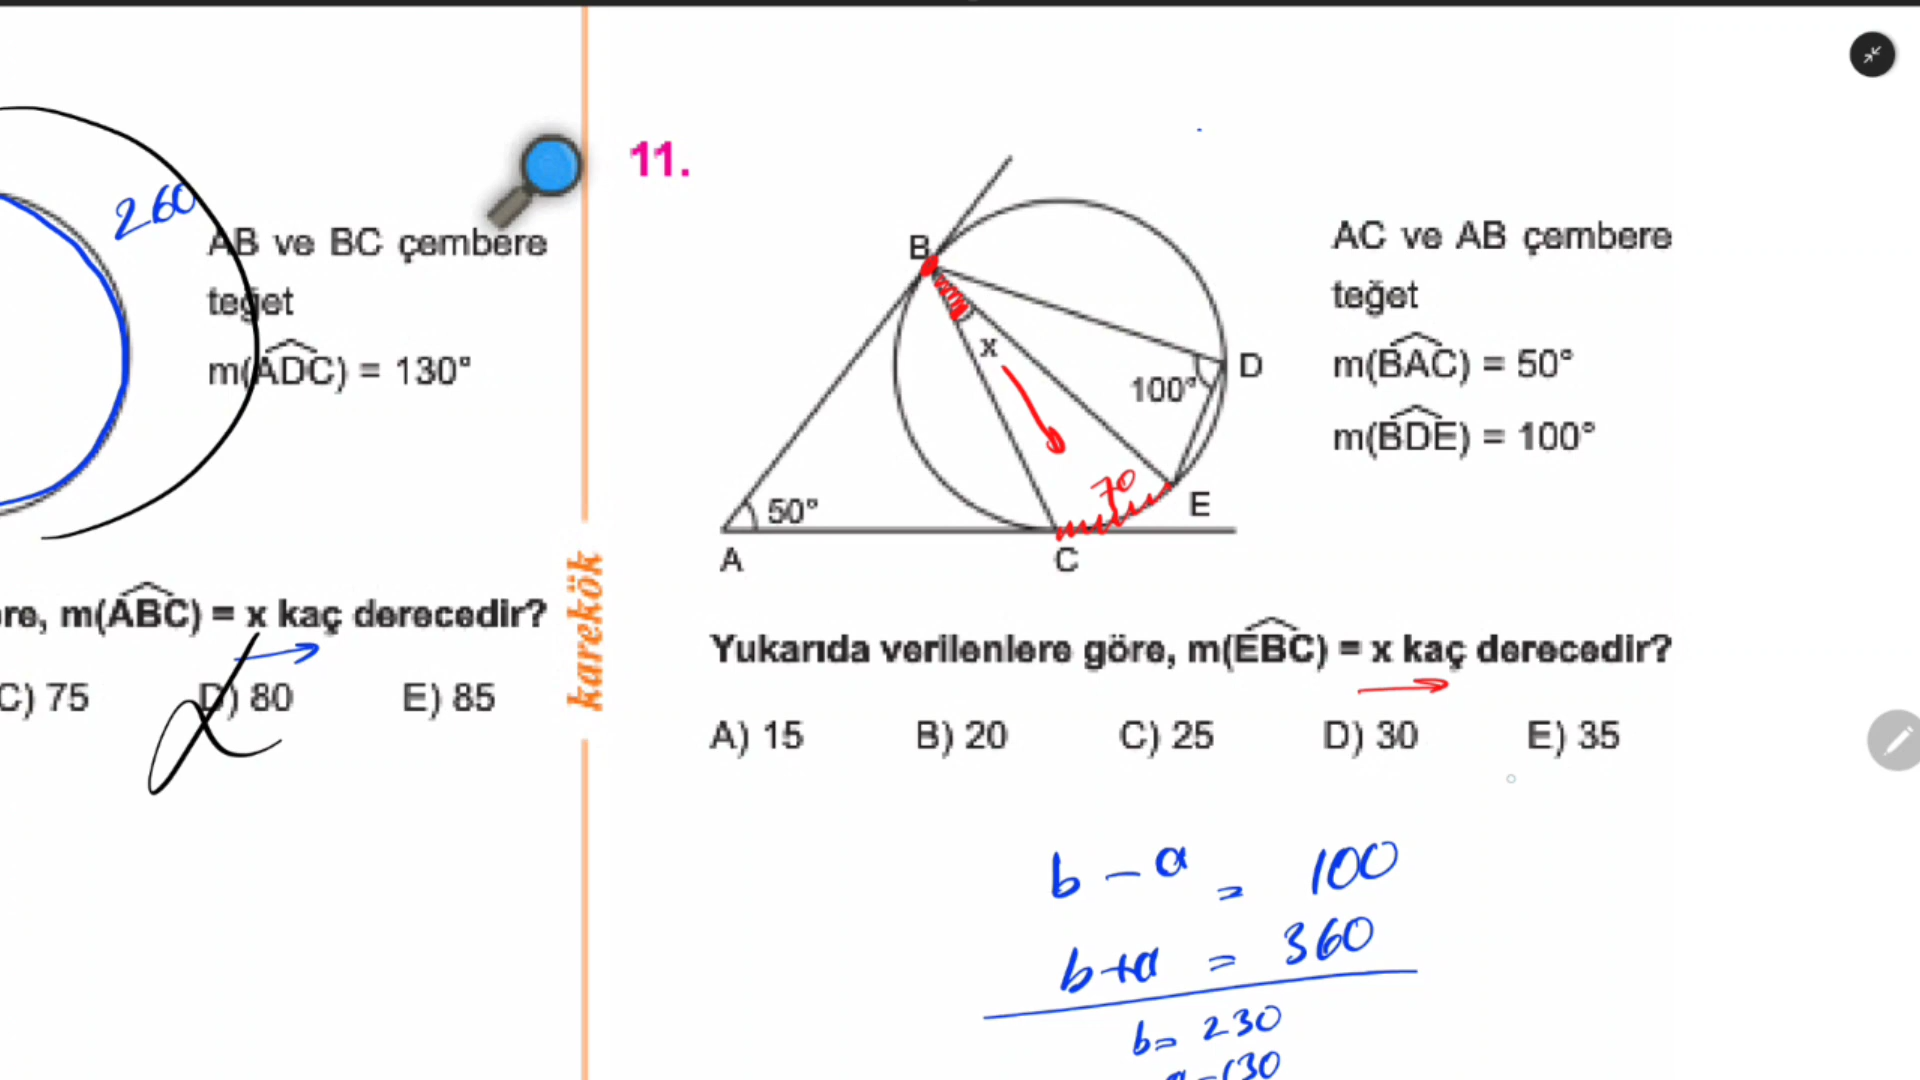 260
AB ve BC çembere
teğet
m(ADC) = 130°
re, m(ABC) = x kaç derecedir?
C) 75 D) 80 E) 85
karekök
11.
B
x
100°
D
70
E
50°
A
C
AC ve AB çembere
teğet
m(BAC) = 50°
m(BDE) = 100°
Yukarıda verilenlere göre, m(EBC) = x kaç derecedir?
A) 15 B) 20 C) 25 D) 30 E) 35
b - a = 100
b+a = 360
b= 230
a=130